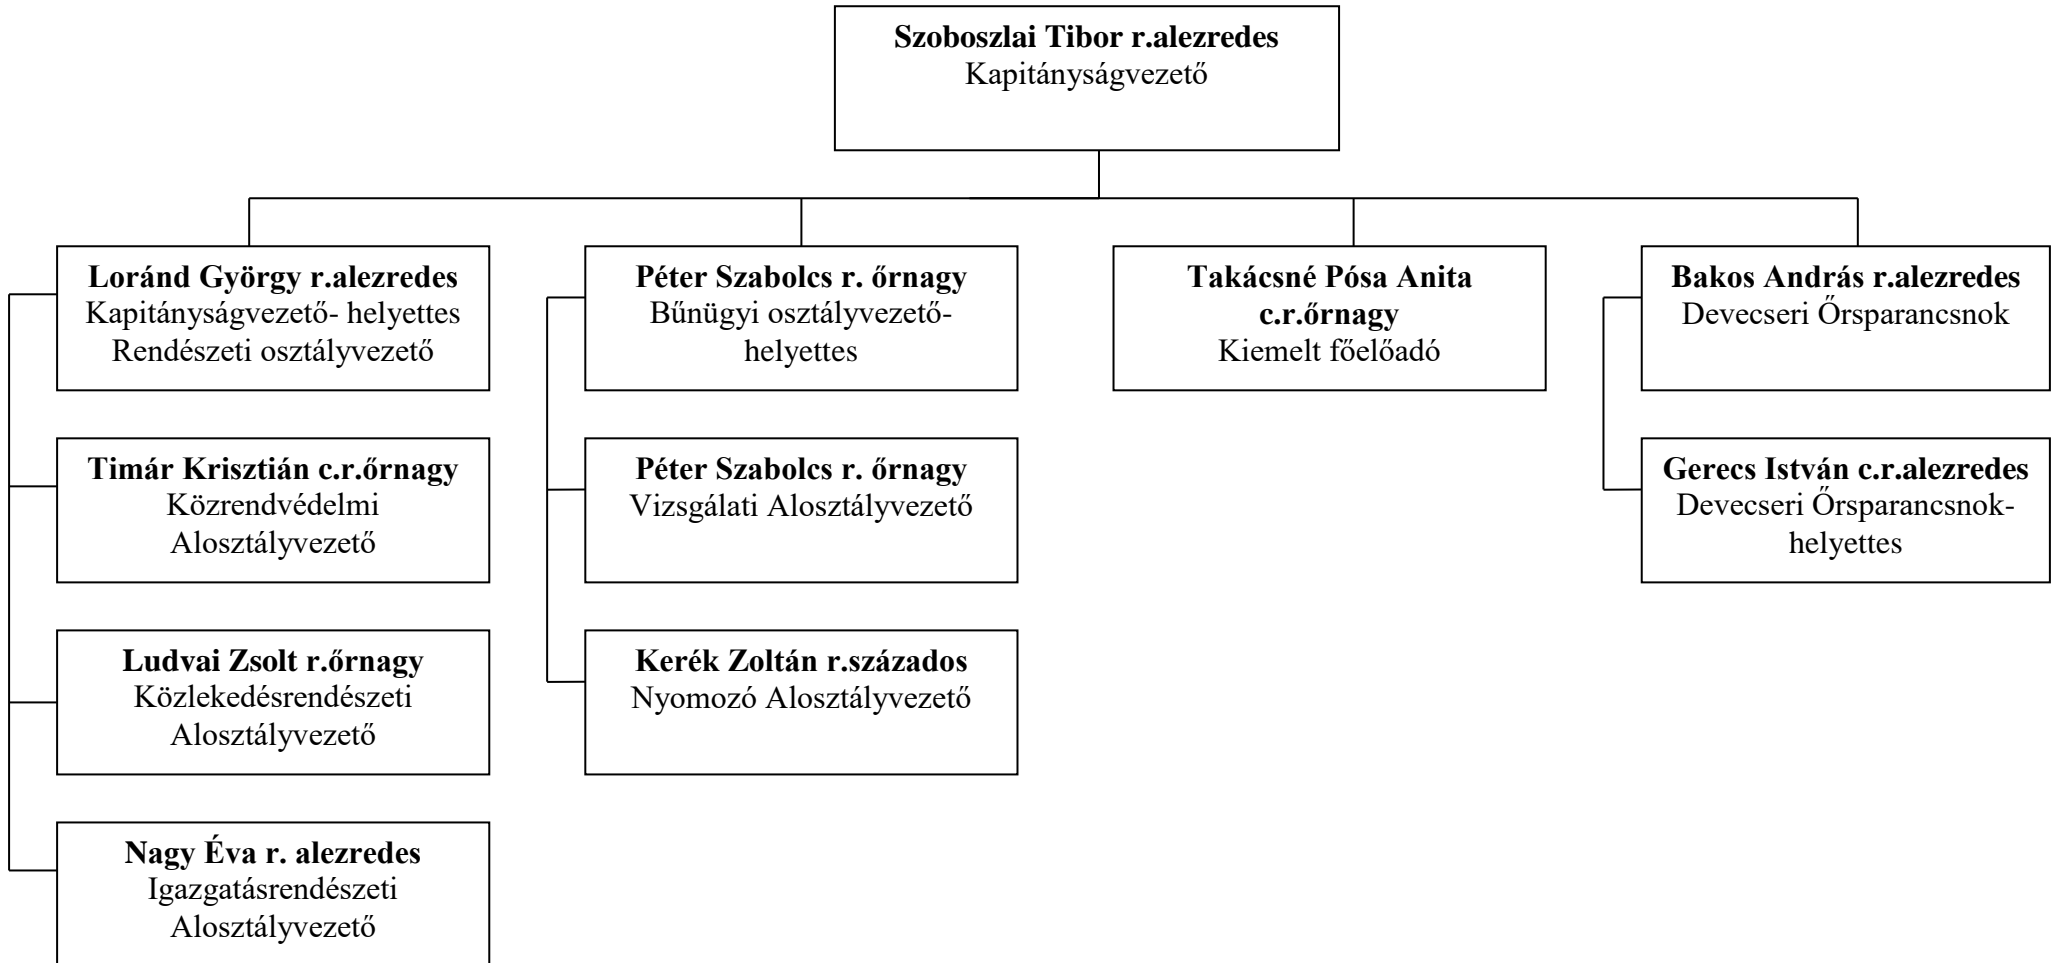 Szoboszlai Tibor r.alezredes
Kapitányságvezető
Loránd György r.alezredes
Kapitányságvezető- helyettes
Rendészeti osztályvezető
Péter Szabolcs r. őrnagy
Bűnügyi osztályvezető-
helyettes
Takácsné Pósa Anita
c.r.őrnagy
Kiemelt főelőadó
Bakos András r.alezredes
Devecseri Őrsparancsnok
Timár Krisztián c.r.őrnagy
Közrendvédelmi
Alosztályvezető
Péter Szabolcs r. őrnagy
Vizsgálati Alosztályvezető
Gerecs István c.r.alezredes
Devecseri Őrsparancsnok-
helyettes
Ludvai Zsolt r.őrnagy
Közlekedésrendészeti
Alosztályvezető
Kerék Zoltán r.százados
Nyomozó Alosztályvezető
Nagy Éva r. alezredes
Igazgatásrendészeti
Alosztályvezető